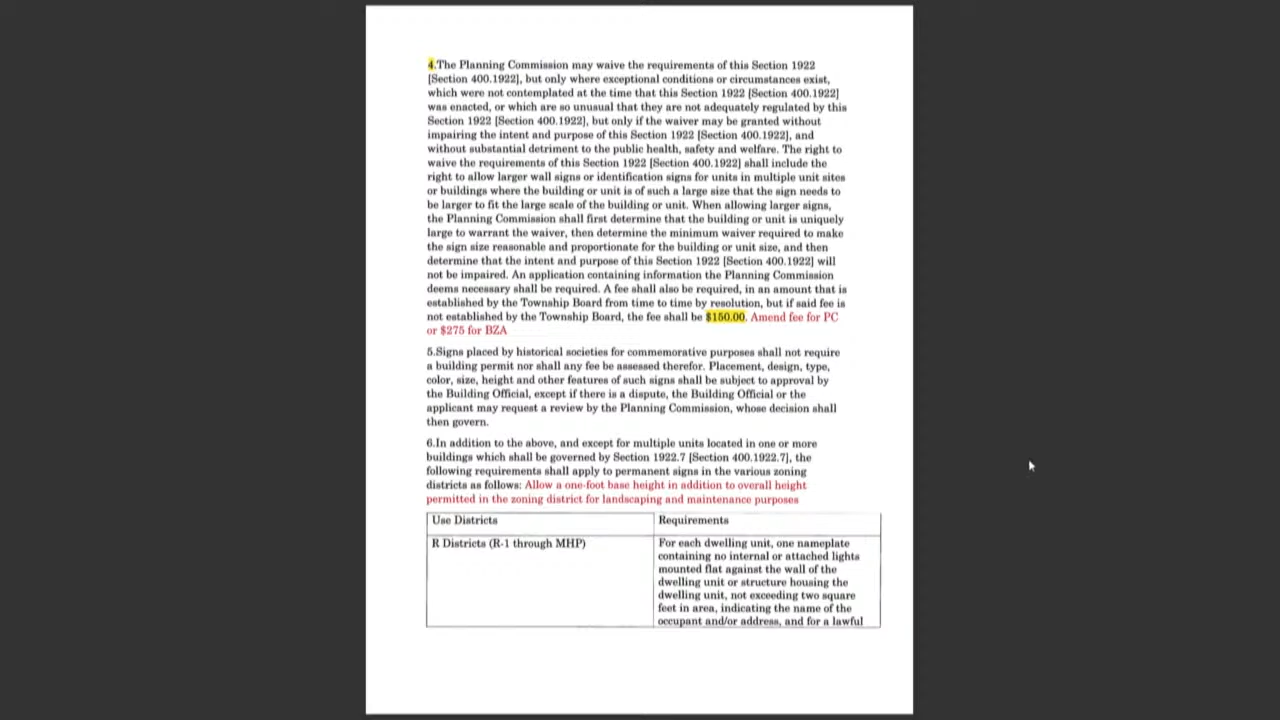 4.The Planning Commission may waive the requirements of this Section 1922
[Section 400.1922], but only where exceptional conditions or circumstances exist,
which were not contemplated at the time that this Section 1922 [Section 400.1922]
was enacted, or which are so unusual that they are not adequately regulated by this
Section 1922 [Section 400.1922], but only if the waiver may be granted without
impairing the intent and purpose of this Section 1922 [Section 400.1922], and
without substantial detriment to the public health, safety and welfare. The right to
waive the requirements of this Section 1922 [Section 400.1922] shall include the
right to allow larger wall signs or identification signs for units in multiple unit sites
or buildings where the building or unit is of such a large size that the sign needs to
be larger to fit the large scale of the building or unit. When allowing larger signs,
the Planning Commission shall first determine that the building or unit is uniquely
large to warrant the waiver, then determine the minimum waiver required to make
the sign size reasonable and proportionate for the building or unit size, and then
determine that the intent and purpose of this Section 1922 [Section 400.1922] will
not be impaired. An application containing information the Planning Commission
deems necessary shall be required. A fee shall also be required, in an amount that is
established by the Township Board from time to time by resolution, but if said fee is
not established by the Township Board, the fee shall be $150.00. Amend fee for PC
or $275 for BZA
5.Signs placed by historical societies for commemorative purposes shall not require
a building permit nor shall any fee be assessed therefor. Placement, design, type,
color, size, height and other features of such signs shall be subject to approval by
the Building Official, except if there is a dispute, the Building Official or the
applicant may request a review by the Planning Commission, whose decision shall
then govern.
6.In addition to the above, and except for multiple units located in one or more
buildings which shall be governed by Section 1922.7 [Section 400.1922.7], the
following requirements shall apply to permanent signs in the various zoning
districts as follows: Allow a one-foot base height in addition to overall height
permitted in the zoning district for landscaping and maintenance purposes
Use Districts
Requirements
R Districts (R-1 through MHP)
For each dwelling unit, one nameplate
containing no internal or attached lights
mounted flat against the wall of the
dwelling unit or structure housing the
dwelling unit, not exceeding two square
feet in area, indicating the name of the
occupant and/or address, and for a lawful